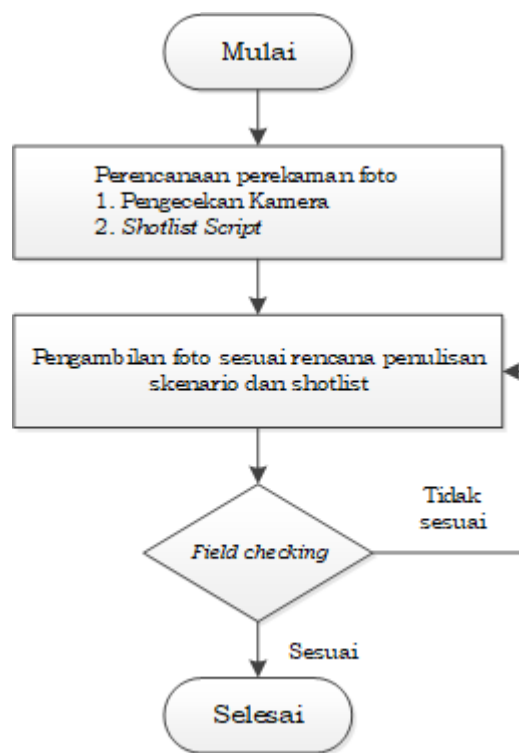 Mulai
Perencanaan perekaman foto
1. Pengecekan Kamera
2. Shotlist Script
Pengambilan foto sesuai rencana penulisan
skenario dan shotlist
Field checking
Tidak
sesuai
Sesuai
Selesai